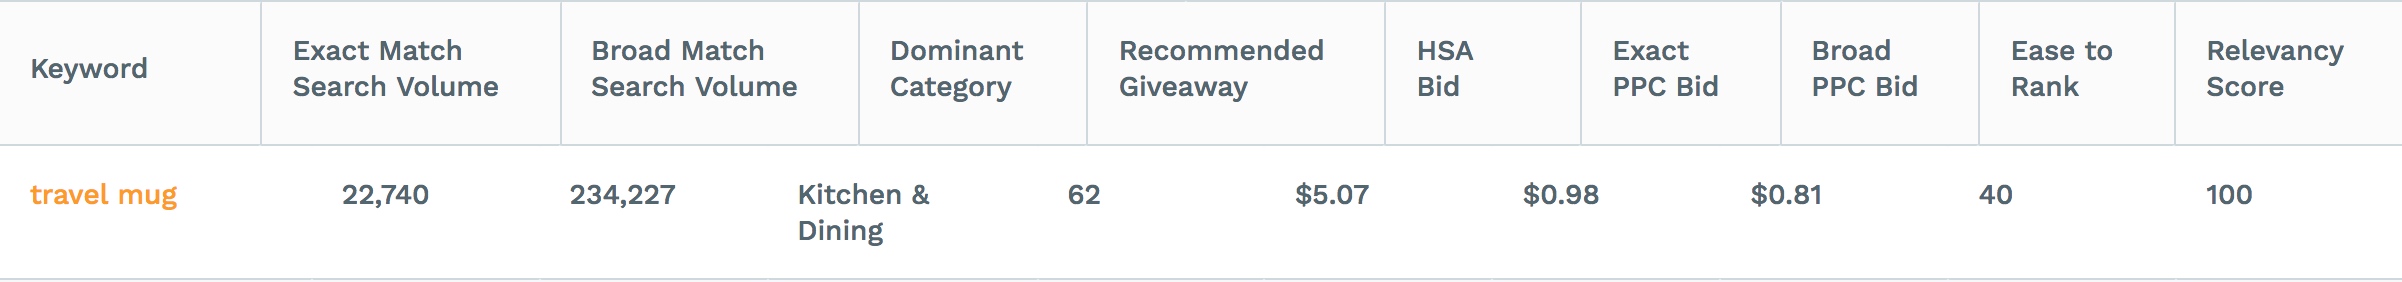 Keyword
Exact Match
Search Volume
Broad Match
Search Volume
Dominant
Category
Recommended
Giveaway
HSA
Bid
Exact
PPC Bid
Broad
PPC Bid
Ease to
Rank
Relevancy
Score
travel mug
22,740
234,227
Kitchen &
Dining
62
$5.07
$0.98
$0.81
40
100